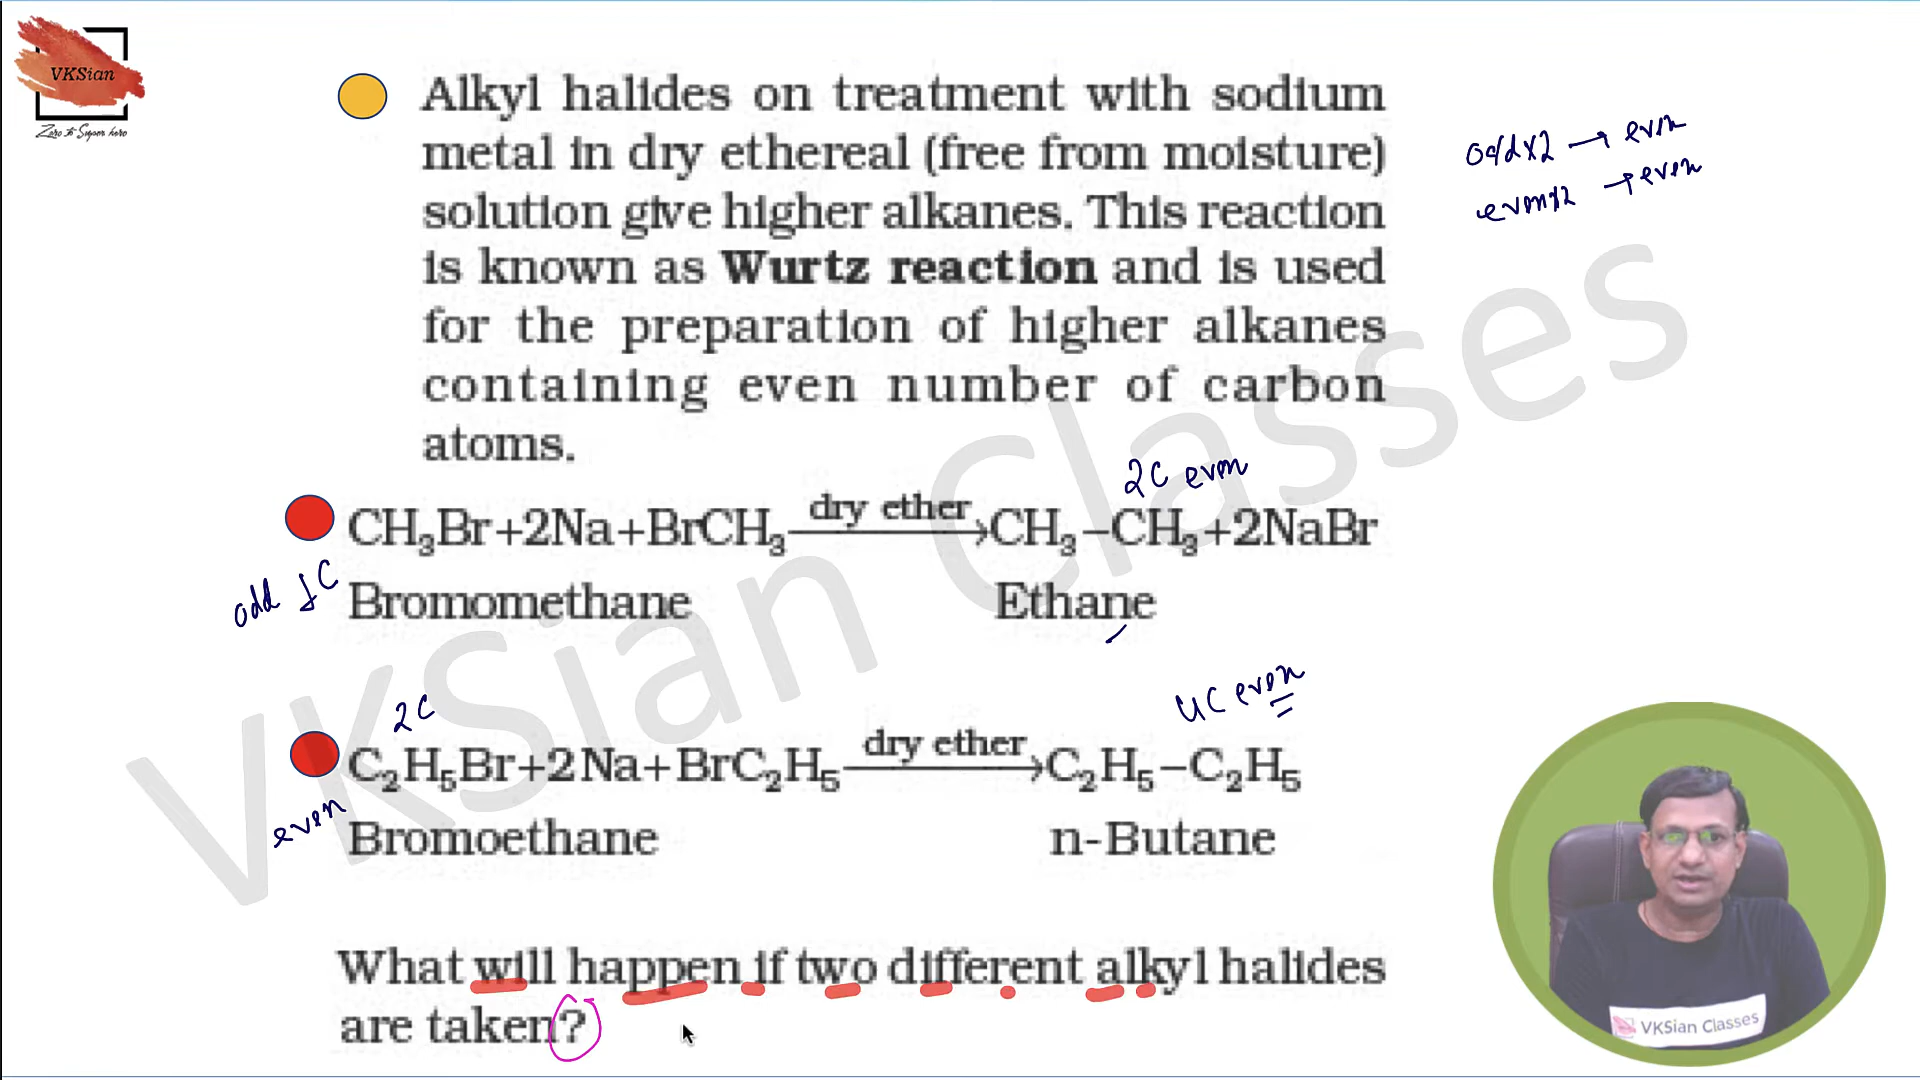 VKSian
Zero to Super hero
Alkyl halides on treatment with sodium
metal in dry ethereal (free from moisture)
solution give higher alkanes. This reaction
is known as Wurtz reaction and is used
for the preparation of higher alkanes
containing even number of carbon
atoms.
odd×2 → even
even×2 → even
2C even
CH₃Br+2Na+BrCH₃ dry ether→ CH₃–CH₃+2NaBr
odd 1C
Bromomethane Ethane
2C
4C even
C₂H₅Br+2Na+BrC₂H₅ dry ether→ C₂H₅–C₂H₅
even
Bromoethane n-Butane
What will happen if two different alkyl halides
are taken?
VKSian Classes
VKSian Classes